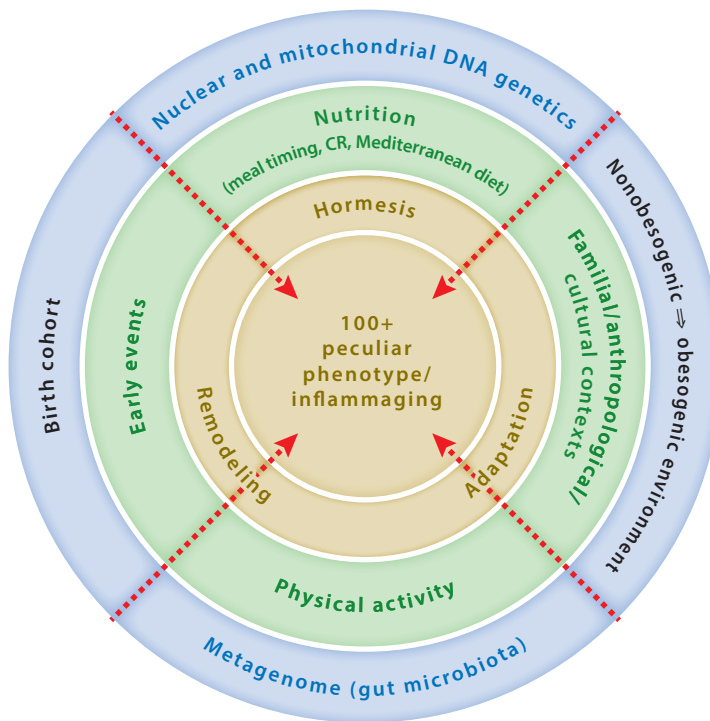 Nuclear and mitochondrial DNA genetics
Nutrition
(meal timing, CR, Mediterranean diet)
Hormesis
Birth cohort
Early events
Remodeling
100+
peculiar
phenotype/
inflammaging
Adaptation
Familial/anthropological/
cultural contexts
Nonobesogenic ⇒ obesogenic environment
Physical activity
Metagenome (gut microbiota)